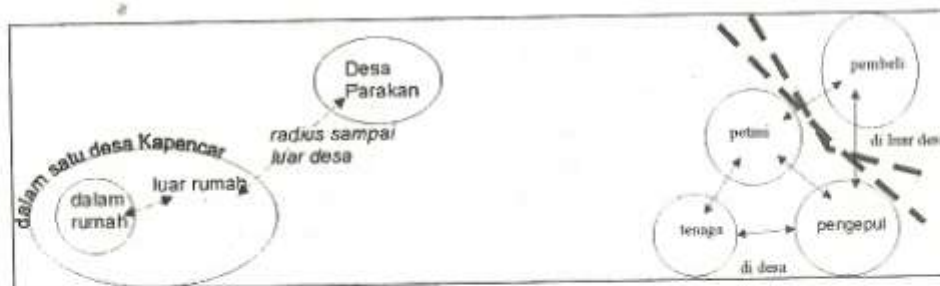 Desa
Parakan
radius sampai
luar desa
dalam satu desa Kapencar
luar rumah
dalam
rumah
pembeli
petani
di luar desa
tenaga
pengepul
di desa